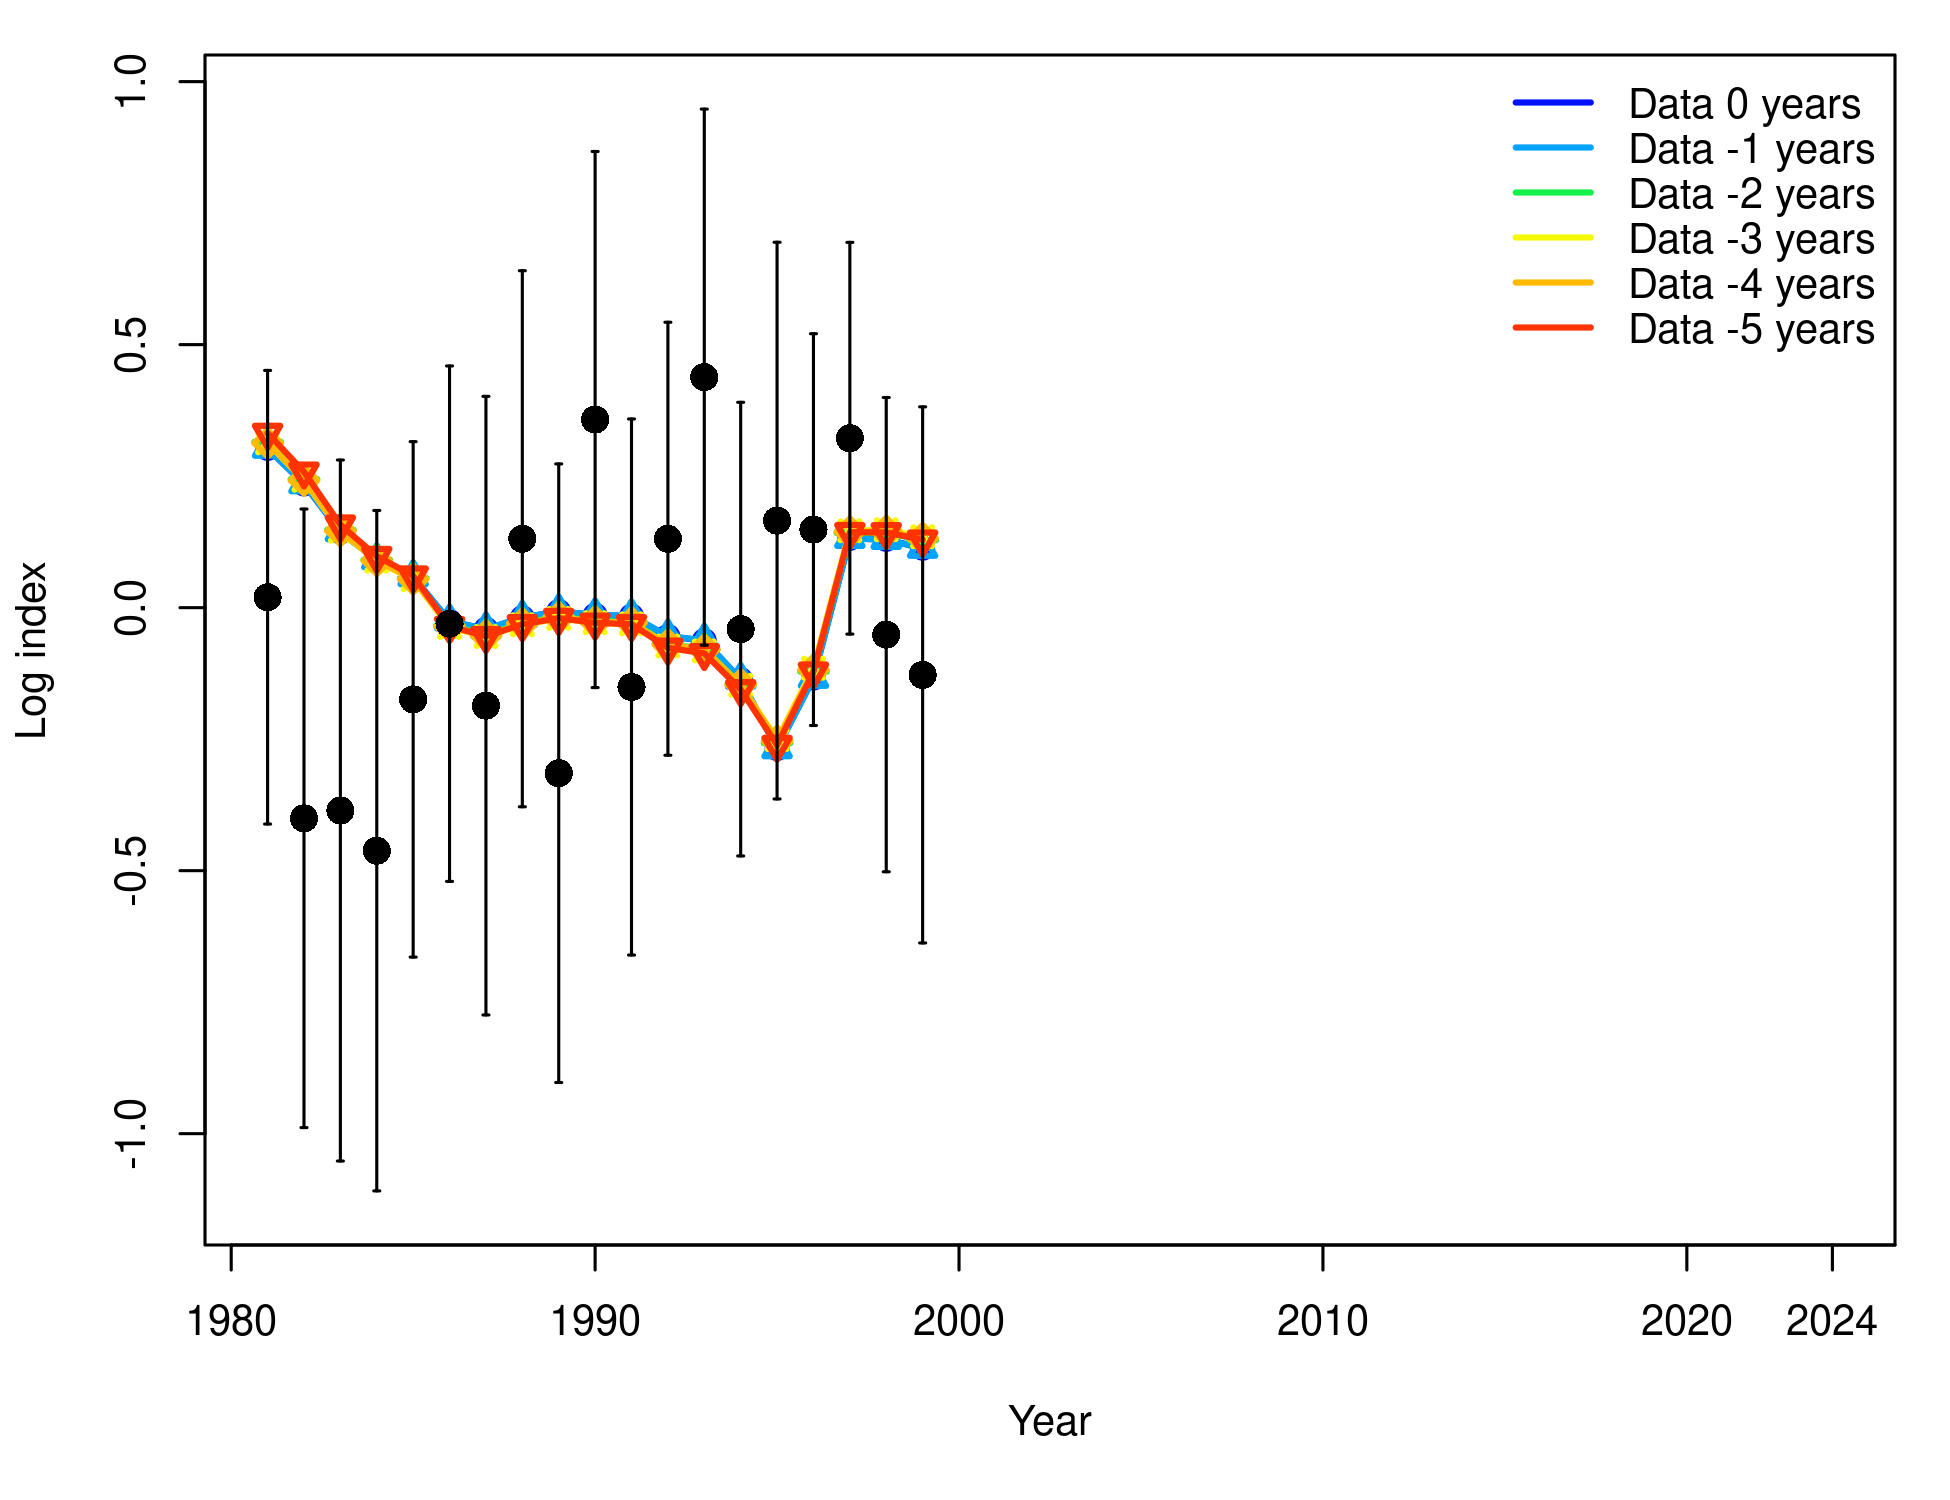 Data 0 years
Data -1 years
Data -2 years
Data -3 years
Data -4 years
Data -5 years
1.0
0.5
0.0
-0.5
-1.0
Log index
1980 1990 2000 2010 2020 2024
Year